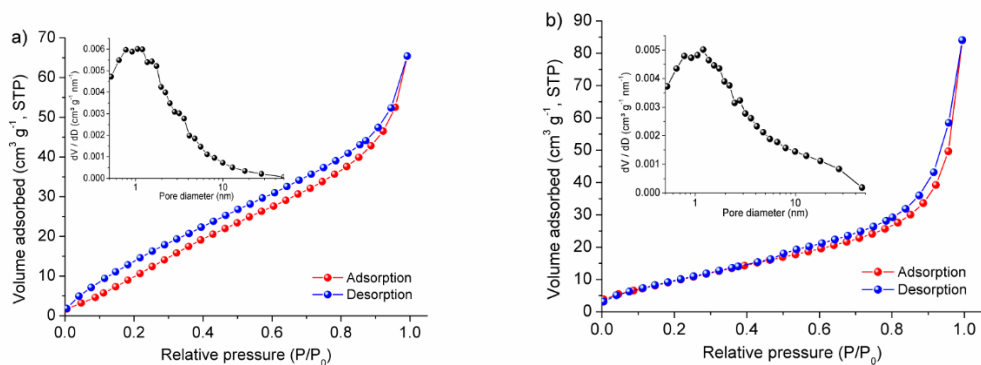 a)
Volume adsorbed (cm³ g⁻¹, STP)
70
60
50
40
30
20
10
0
0.0 0.2 0.4 0.6 0.8 1.0
Relative pressure (P/P₀)
Adsorption
Desorption
dV / dD (cm³ g⁻¹ nm⁻¹)
0.006
0.005
0.004
0.003
0.002
0.001
0.000
1 10
Pore diameter (nm)
b)
Volume adsorbed (cm³ g⁻¹, STP)
90
80
70
60
50
40
30
20
10
0
0.0 0.2 0.4 0.6 0.8 1.0
Relative pressure (P/P₀)
Adsorption
Desorption
dV / dD (cm³ g⁻¹ nm⁻¹)
0.006
0.005
0.004
0.003
0.002
0.001
0.000
1 10
Pore diameter (nm)